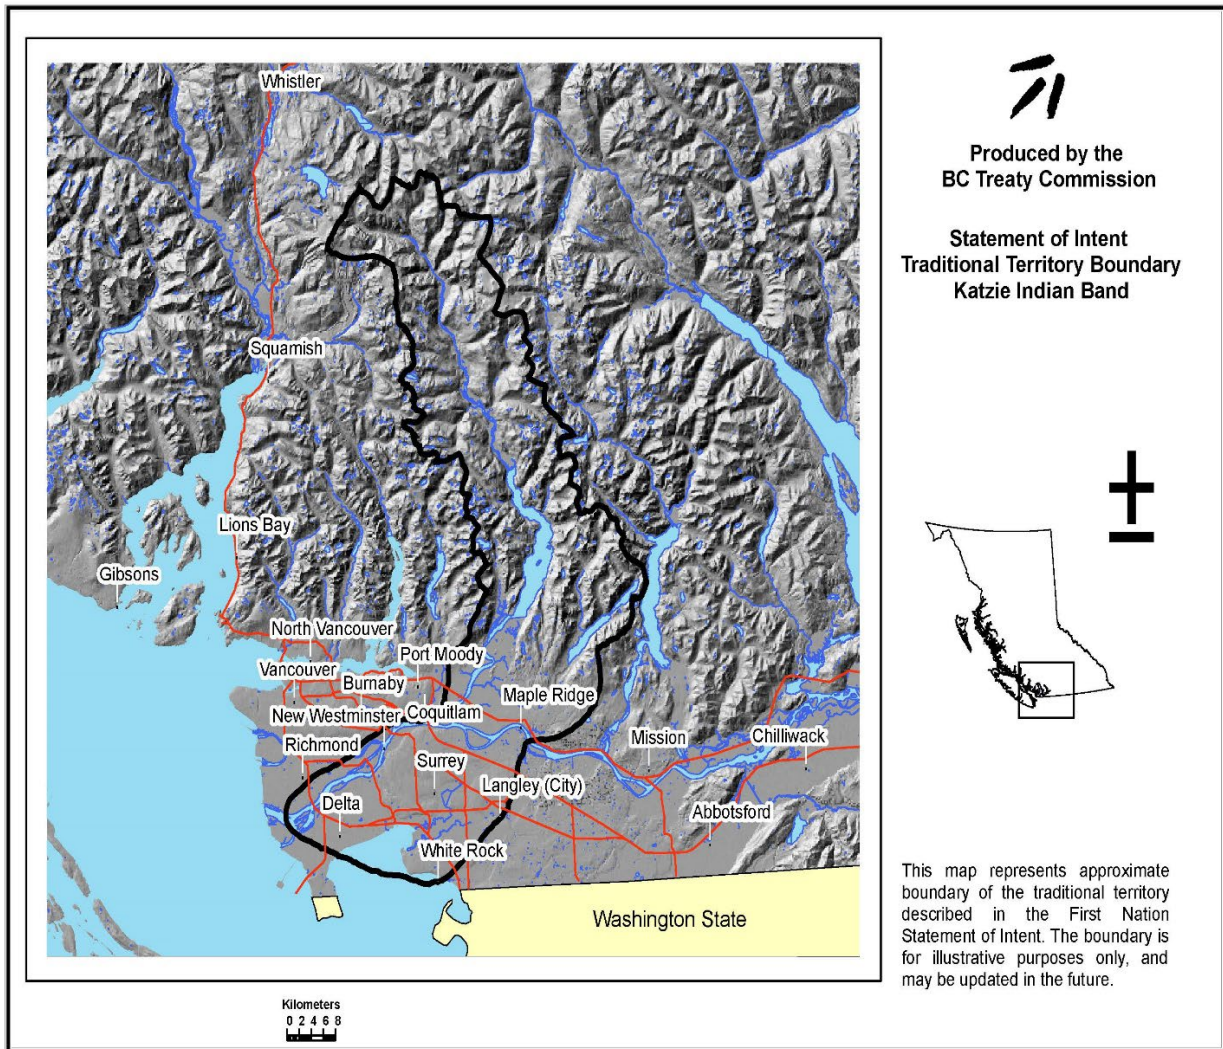 Whistler
Squamish
Lions Bay
Gibsons
North Vancouver
Port Moody
Vancouver
Burnaby
Maple Ridge
New Westminster
Coquitlam
Richmond
Mission
Chilliwack
Surrey
Langley (City)
Delta
Abbotsford
White Rock
Washington State
Kilometers
0 2 4 6 8
Produced by the
BC Treaty Commission
Statement of Intent
Traditional Territory Boundary
Katzie Indian Band
This map represents approximate
boundary of the traditional territory
described in the First Nation
Statement of Intent. The boundary is
for illustrative purposes only, and
may be updated in the future.